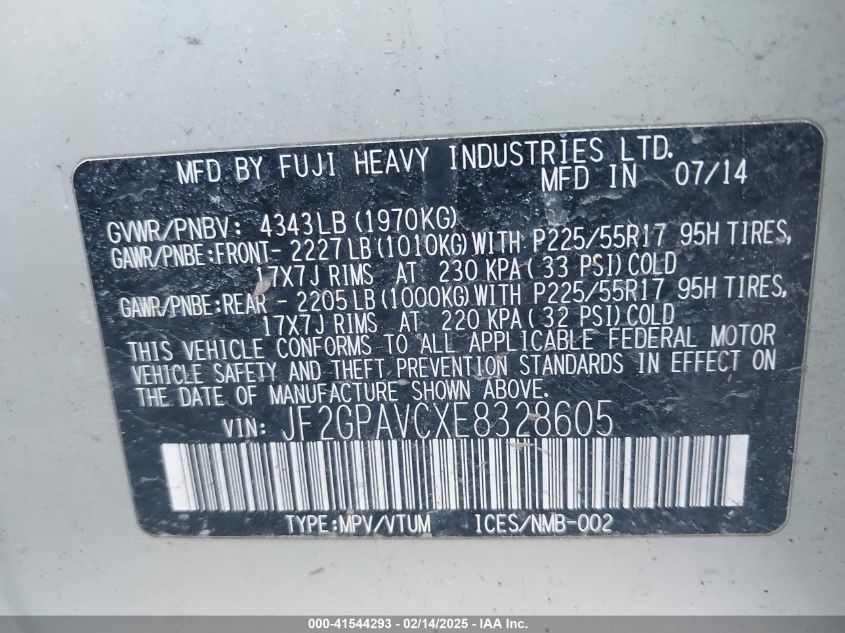 MFD BY FUJI HEAVY INDUSTRIES LTD.
MFD IN 07/14
GVWR/PNBV: 4343LB(1970KG)
GAWR/PNBE:FRONT- 2227LB(1010KG)WITH P225/55R17 95H TIRES,
17X7J RIMS AT 230 KPA(33 PSI)COLD
GAWR/PNBE:REAR - 2205LB(1000KG)WITH P225/55R17 95H TIRES,
17X7J RIMS AT 220 KPA(32 PSI)COLD
THIS VEHICLE CONFORMS TO ALL APPLICABLE FEDERAL MOTOR
VEHICLE SAFETY AND THEFT PREVENTION STANDARDS IN EFFECT ON
THE DATE OF MANUFACTURE SHOWN ABOVE.
VIN: JF2GPAVCXE8328605
TYPE:MPV/VTUM ICES/NMB-002
000-41544293 - 02/14/2025 - IAA Inc.